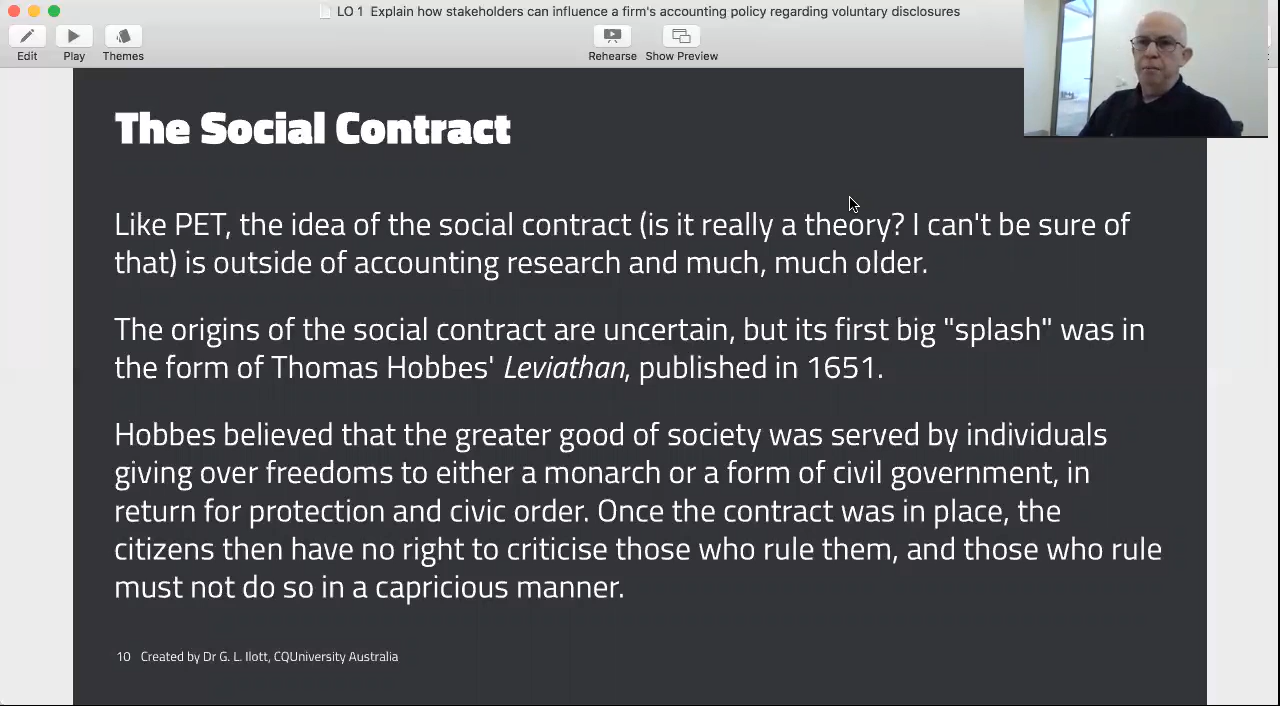 LO 1 Explain how stakeholders can influence a firm's accounting policy regarding voluntary disclosures
Edit Play Themes Rehearse Show Preview
The Social Contract
Like PET, the idea of the social contract (is it really a theory? I can't be sure of
that) is outside of accounting research and much, much older.
The origins of the social contract are uncertain, but its first big "splash" was in
the form of Thomas Hobbes' Leviathan, published in 1651.
Hobbes believed that the greater good of society was served by individuals
giving over freedoms to either a monarch or a form of civil government, in
return for protection and civic order. Once the contract was in place, the
citizens then have no right to criticise those who rule them, and those who rule
must not do so in a capricious manner.
10 Created by Dr G. L. Ilott, CQUniversity Australia